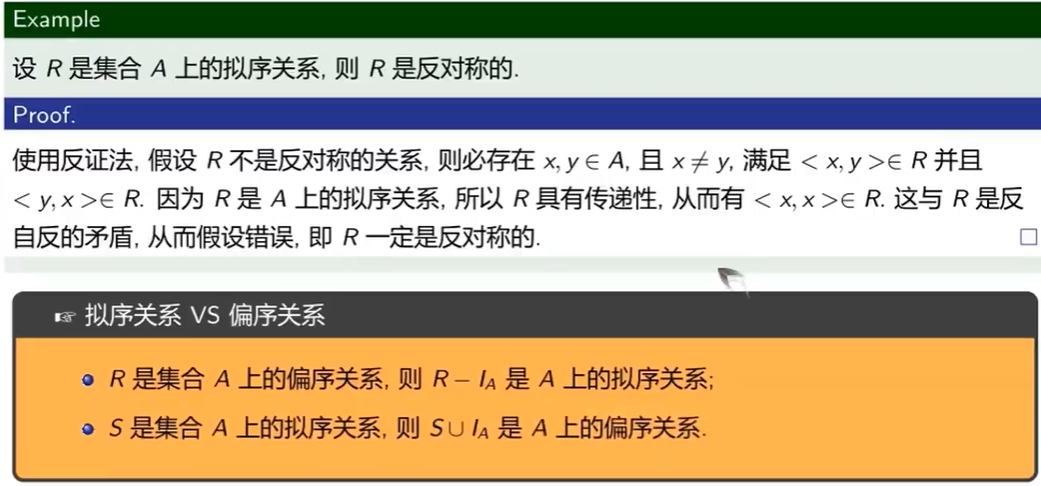 Example
设 R 是集合 A 上的拟序关系, 则 R 是反对称的.
Proof.
使用反证法, 假设 R 不是反对称的关系, 则必存在 x, y ∈ A, 且 x ≠ y, 满足 < x, y >∈ R 并且
< y, x >∈ R. 因为 R 是 A 上的拟序关系, 所以 R 具有传递性, 从而有 < x, x >∈ R. 这与 R 是反
自反的矛盾, 从而假设错误, 即 R 一定是反对称的. □
☞ 拟序关系 VS 偏序关系
R 是集合 A 上的偏序关系, 则 R − I_A 是 A 上的拟序关系;
S 是集合 A 上的拟序关系, 则 S ∪ I_A 是 A 上的偏序关系.